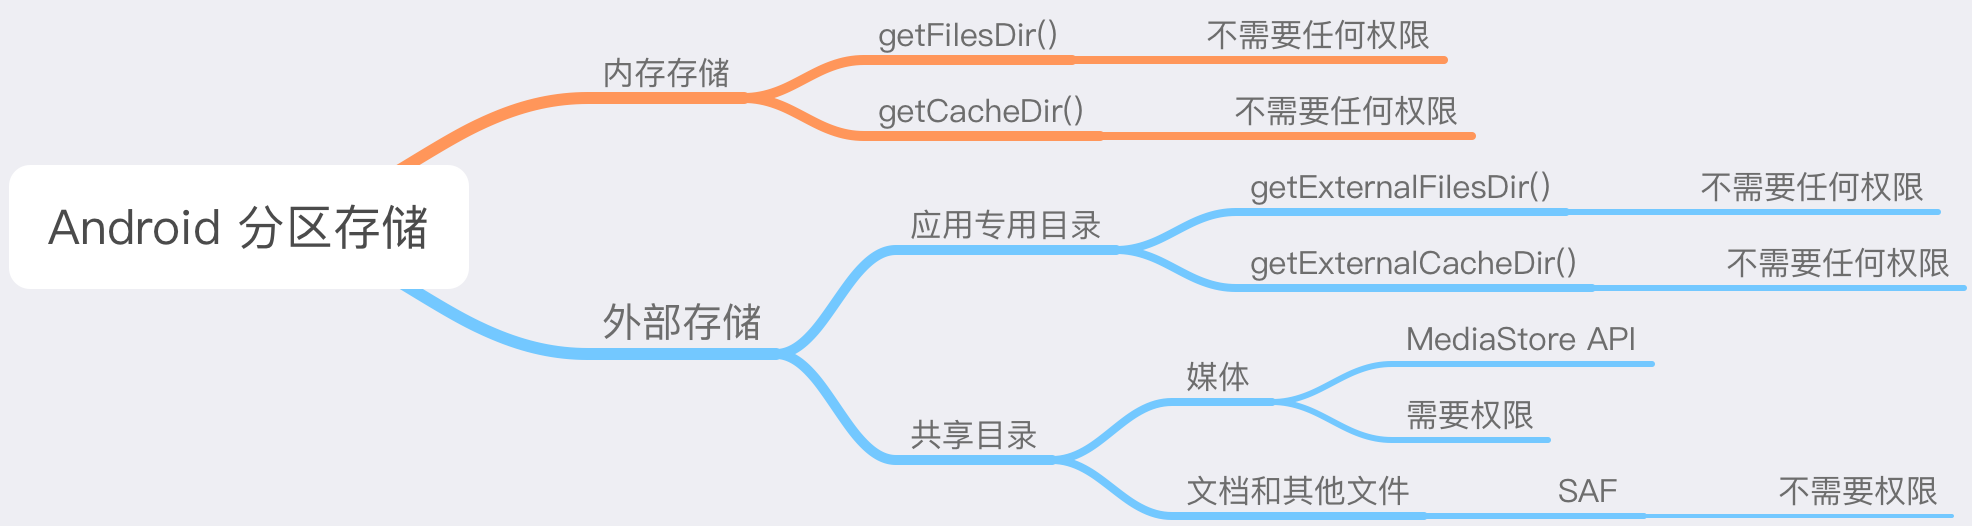 Android 分区存储
内存存储
getFilesDir()
不需要任何权限
getCacheDir()
不需要任何权限
外部存储
应用专用目录
getExternalFilesDir()
不需要任何权限
getExternalCacheDir()
不需要任何权限
共享目录
媒体
MediaStore API
需要权限
文档和其他文件
SAF
不需要权限